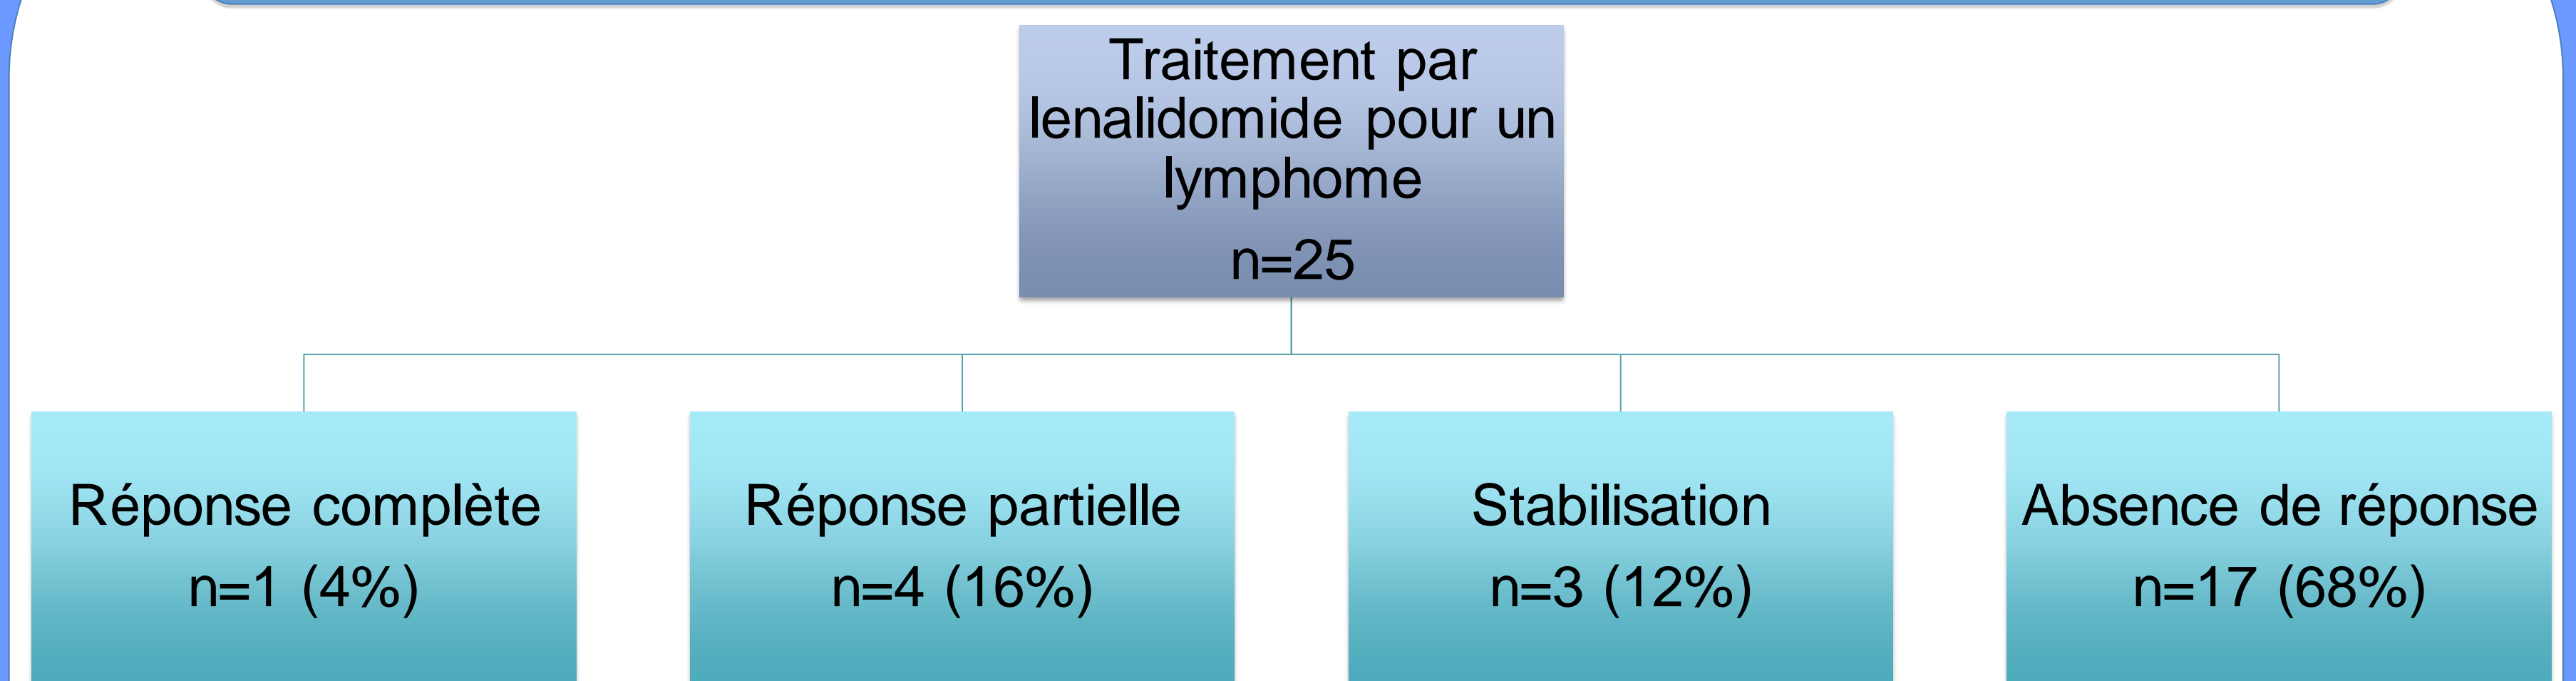 Traitement par
lenalidomide pour un
lymphome
n=25
Réponse complète
n=1 (4%)
Réponse partielle
n=4 (16%)
Stabilisation
n=3 (12%)
Absence de réponse
n=17 (68%)